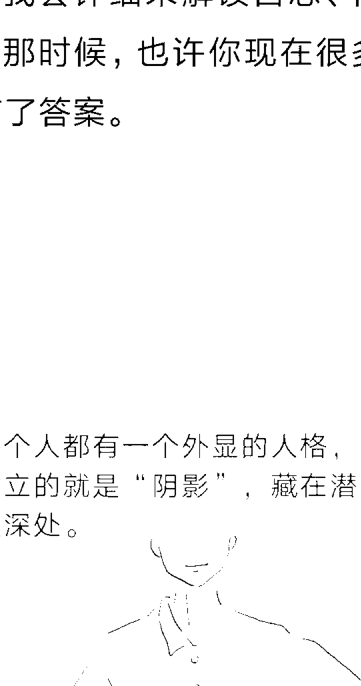 那时候，也许你现在很多
了答案。
个人都有一个外显的人格，
立的就是“阴影”，藏在潜
深处。